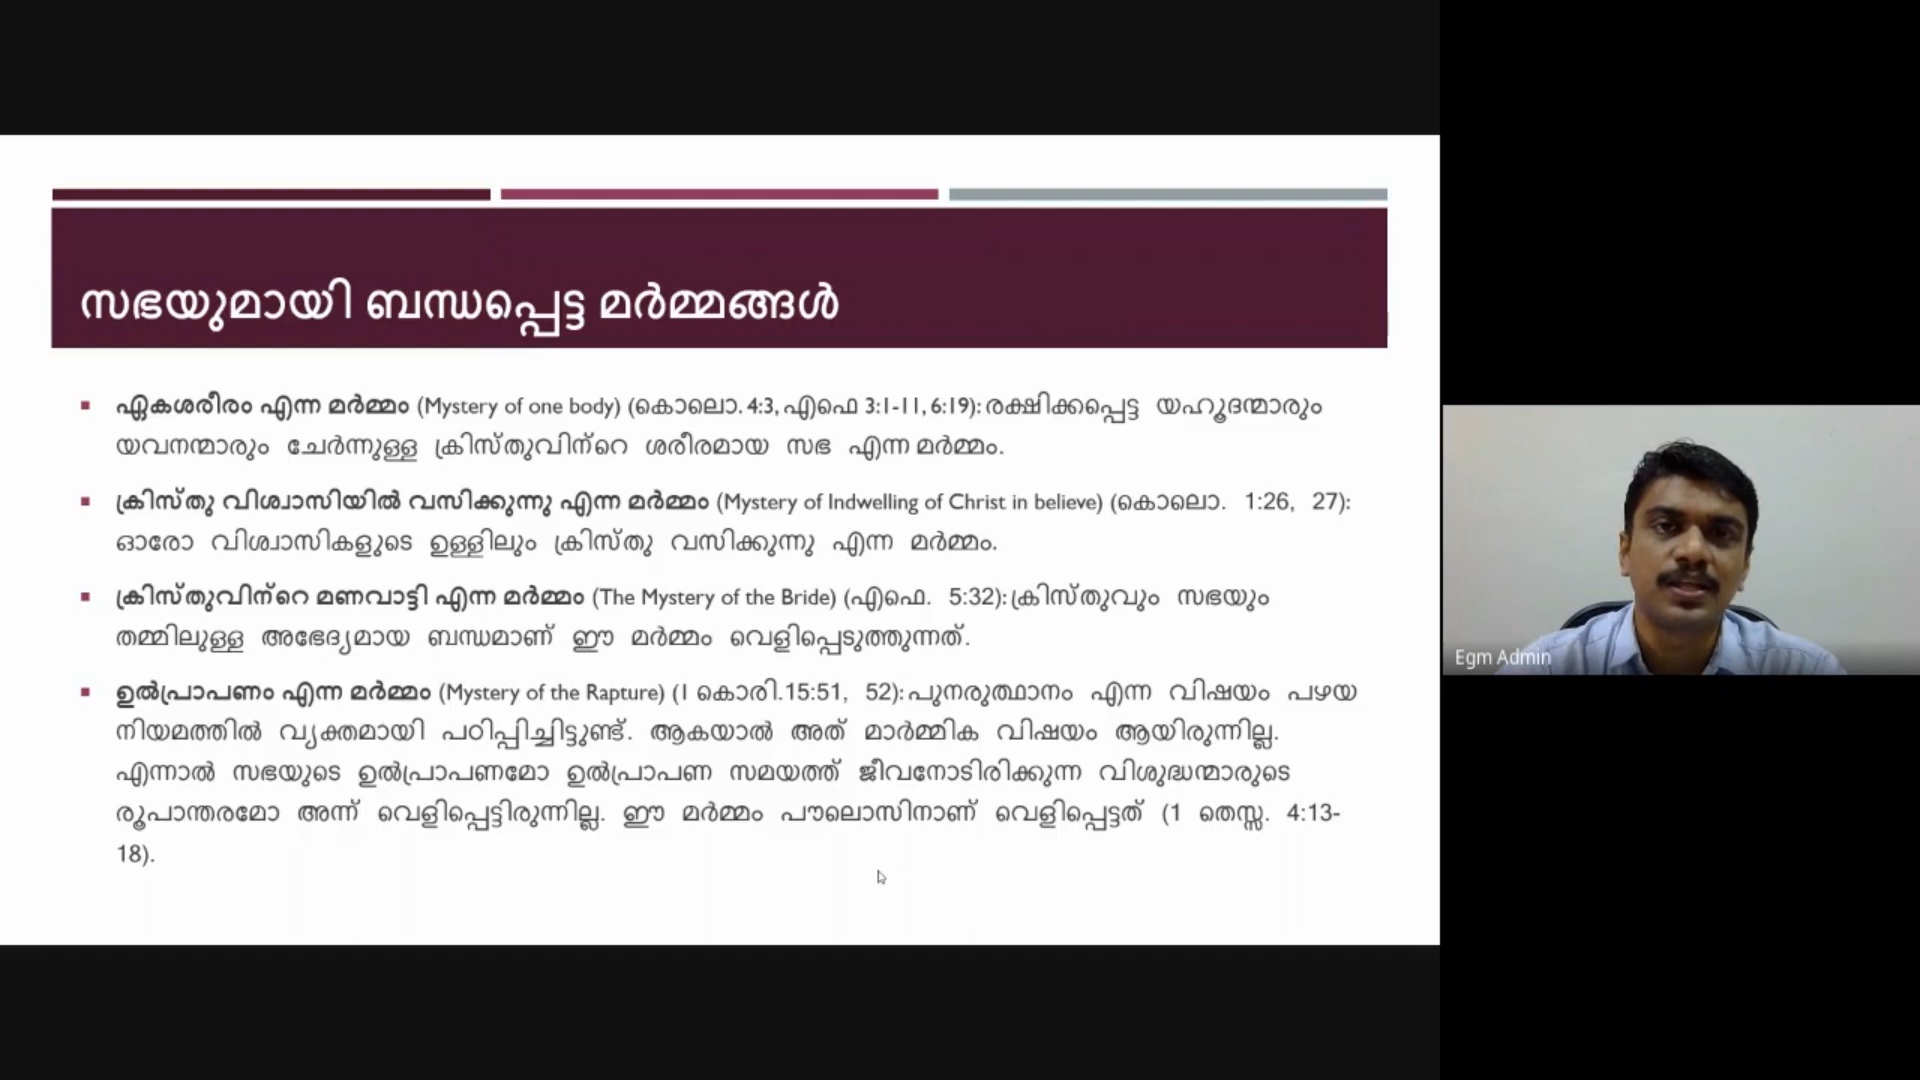 സഭയുമായി ബന്ധപ്പെട്ട മർമ്മങ്ങൾ
ഏകശരീരം എന്ന മർമ്മം (Mystery of one body) (കൊലൊ. 4:3, എഫെ 3:1-11, 6:19): രക്ഷിക്കപ്പെട്ട യഹൂദന്മാരും
യവനന്മാരും ചേർന്നുള്ള ക്രിസ്തുവിന്റെ ശരീരമായ സഭ എന്ന മർമ്മം.
ക്രിസ്തു വിശ്വാസിയിൽ വസിക്കുന്നു എന്ന മർമ്മം (Mystery of Indwelling of Christ in believe) (കൊലൊ. 1:26, 27):
ഓരോ വിശ്വാസികളുടെ ഉള്ളിലും ക്രിസ്തു വസിക്കുന്നു എന്ന മർമ്മം.
ക്രിസ്തുവിന്റെ മണവാട്ടി എന്ന മർമ്മം (The Mystery of the Bride) (എഫെ. 5:32): ക്രിസ്തുവും സഭയും
തമ്മിലുള്ള അഭേദ്യമായ ബന്ധമാണ് ഈ മർമ്മം വെളിപ്പെടുത്തുന്നത്.
ഉൽപ്രാപണം എന്ന മർമ്മം (Mystery of the Rapture) (1 കൊരി.15:51, 52): പുനരുത്ഥാനം എന്ന വിഷയം പഴയ
നിയമത്തിൽ വ്യക്തമായി പഠിപ്പിച്ചിട്ടുണ്ട്. ആകയാൽ അത് മാർമ്മിക വിഷയം ആയിരുന്നില്ല.
എന്നാൽ സഭയുടെ ഉൽപ്രാപണമോ ഉൽപ്രാപണ സമയത്ത് ജീവനോടിരിക്കുന്ന വിശുദ്ധന്മാരുടെ
രൂപാന്തരമോ അന്ന് വെളിപ്പെട്ടിരുന്നില്ല. ഈ മർമ്മം പൗലൊസിനാണ് വെളിപ്പെട്ടത് (1 തെസ്സ. 4:13-
18).
Egm Admin